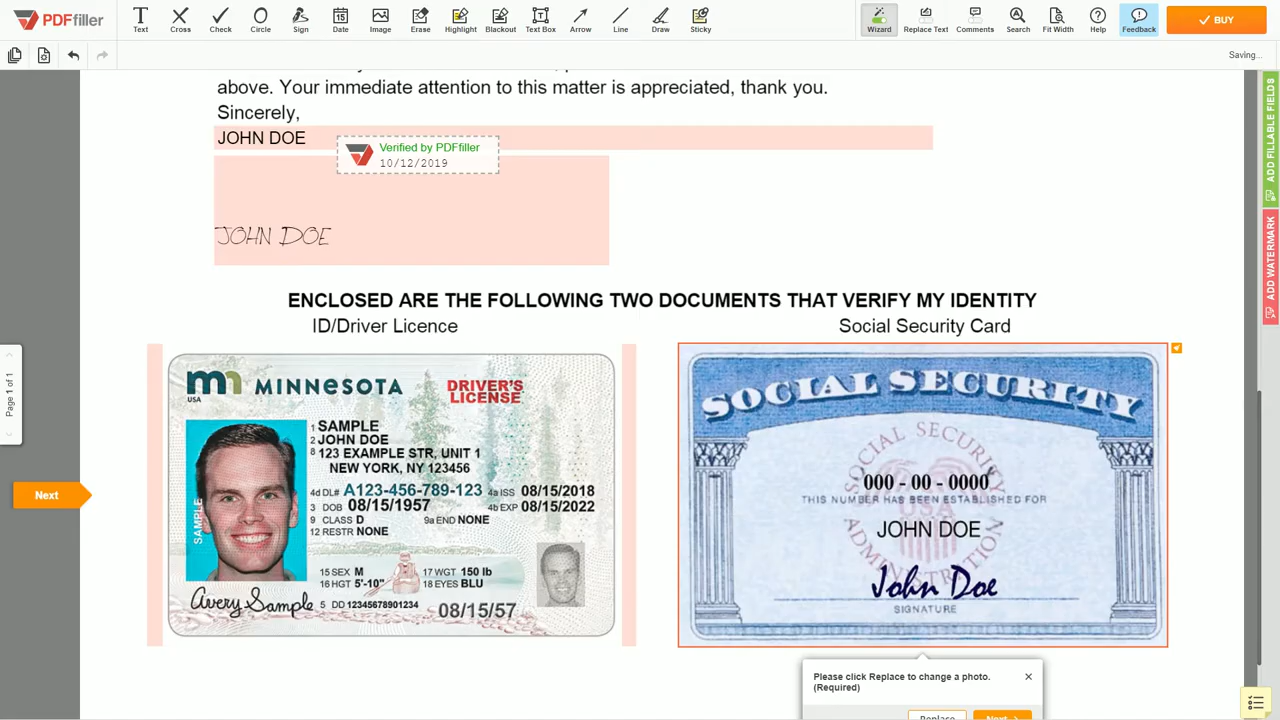 PDFfiller
Text
Cross
Check
Circle
Sign
Date
Image
Erase
Highlight
Blackout
Text Box
Arrow
Line
Draw
Sticky
Wizard
Replace Text
Comments
Search
Fit Width
Help
Feedback
BUY
Saving...
above. Your immediate attention to this matter is appreciated, thank you.
Sincerely,
JOHN DOE
Verified by PDFfiller
10/12/2019
JOHN DOE
ENCLOSED ARE THE FOLLOWING TWO DOCUMENTS THAT VERIFY MY IDENTITY
ID/Driver Licence
Social Security Card
mn MINNESOTA
USA
DRIVER'S
LICENSE
1 SAMPLE
2 JOHN DOE
8 123 EXAMPLE STR, UNIT 1
NEW YORK, NY 123456
4d DL# A123-456-789-123 4a ISS 08/15/2018
3 DOB 08/15/1957 4b EXP 08/15/2022
9 CLASS D 9a END NONE
12 RESTR NONE
15 SEX M 17 WGT 150 lb
16 HGT 5'-10" 18 EYES BLU
5 DD 12345678901234
08/15/57
SAMPLE
Avery Sample
SOCIAL SECURITY
SOCIAL SECURITY
ADMINISTRATION
USA
000 - 00 - 0000
THIS NUMBER HAS BEEN ESTABLISHED FOR
JOHN DOE
John Doe
SIGNATURE
Please click Replace to change a photo.
(Required)
Replace
Next
Page 1 of 1
Next
ADD FILLABLE FIELDS
ADD WATERMARK